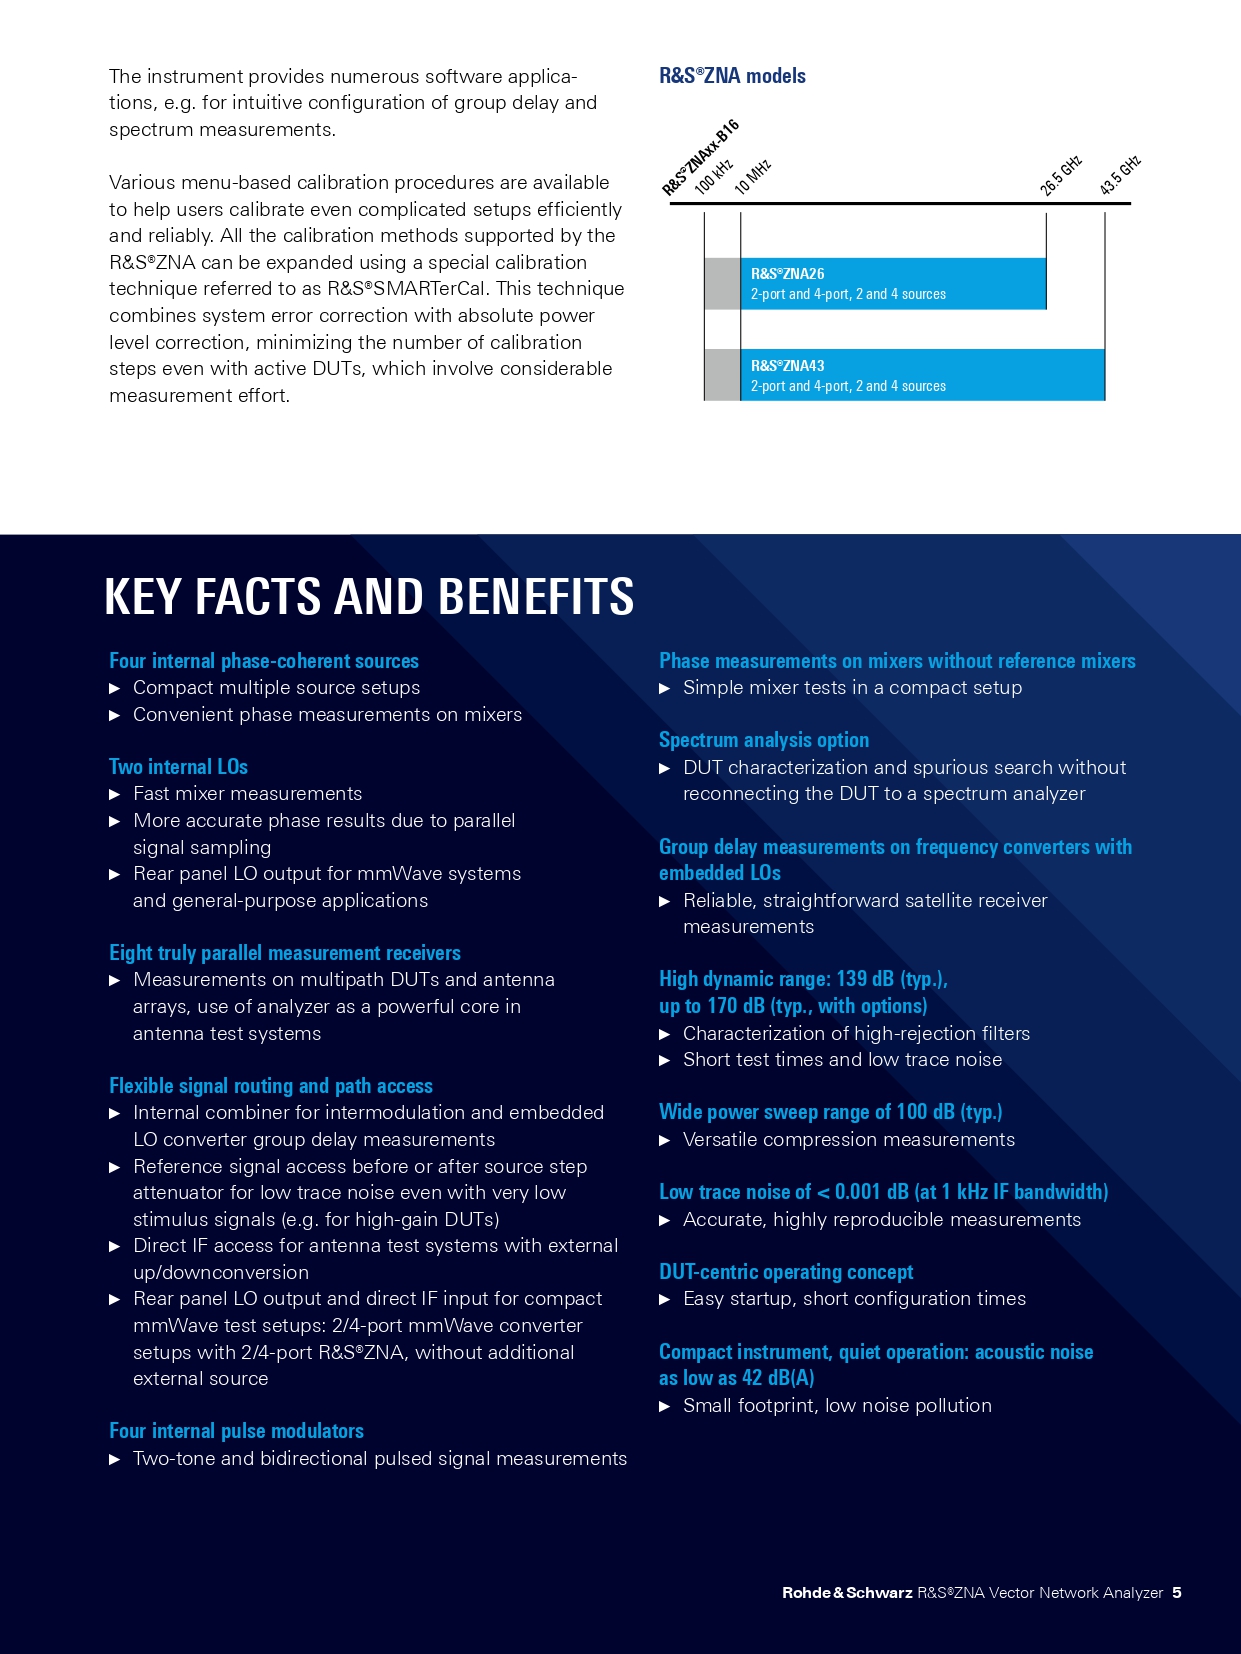 The instrument provides numerous software applica-
tions, e.g. for intuitive configuration of group delay and
spectrum measurements.
Various menu-based calibration procedures are available
to help users calibrate even complicated setups efficiently
and reliably. All the calibration methods supported by the
R&S®ZNA can be expanded using a special calibration
technique referred to as R&S®SMARTerCal. This technique
combines system error correction with absolute power
level correction, minimizing the number of calibration
steps even with active DUTs, which involve considerable
measurement effort.
R&S®ZNA models
R&S®ZNAxx-B16
100 kHz
10 MHz
26.5 GHz
43.5 GHz
R&S®ZNA26
2-port and 4-port, 2 and 4 sources
R&S®ZNA43
2-port and 4-port, 2 and 4 sources
KEY FACTS AND BENEFITS
Four internal phase-coherent sources
► Compact multiple source setups
► Convenient phase measurements on mixers
Two internal LOs
► Fast mixer measurements
► More accurate phase results due to parallel
signal sampling
► Rear panel LO output for mmWave systems
and general-purpose applications
Eight truly parallel measurement receivers
► Measurements on multipath DUTs and antenna
arrays, use of analyzer as a powerful core in
antenna test systems
Flexible signal routing and path access
► Internal combiner for intermodulation and embedded
LO converter group delay measurements
► Reference signal access before or after source step
attenuator for low trace noise even with very low
stimulus signals (e.g. for high-gain DUTs)
► Direct IF access for antenna test systems with external
up/downconversion
► Rear panel LO output and direct IF input for compact
mmWave test setups: 2/4-port mmWave converter
setups with 2/4-port R&S®ZNA, without additional
external source
Four internal pulse modulators
► Two-tone and bidirectional pulsed signal measurements
Phase measurements on mixers without reference mixers
► Simple mixer tests in a compact setup
Spectrum analysis option
► DUT characterization and spurious search without
reconnecting the DUT to a spectrum analyzer
Group delay measurements on frequency converters with
embedded LOs
► Reliable, straightforward satellite receiver
measurements
High dynamic range: 139 dB (typ.),
up to 170 dB (typ., with options)
► Characterization of high-rejection filters
► Short test times and low trace noise
Wide power sweep range of 100 dB (typ.)
► Versatile compression measurements
Low trace noise of < 0.001 dB (at 1 kHz IF bandwidth)
► Accurate, highly reproducible measurements
DUT-centric operating concept
► Easy startup, short configuration times
Compact instrument, quiet operation: acoustic noise
as low as 42 dB(A)
► Small footprint, low noise pollution
Rohde & Schwarz R&S®ZNA Vector Network Analyzer 5